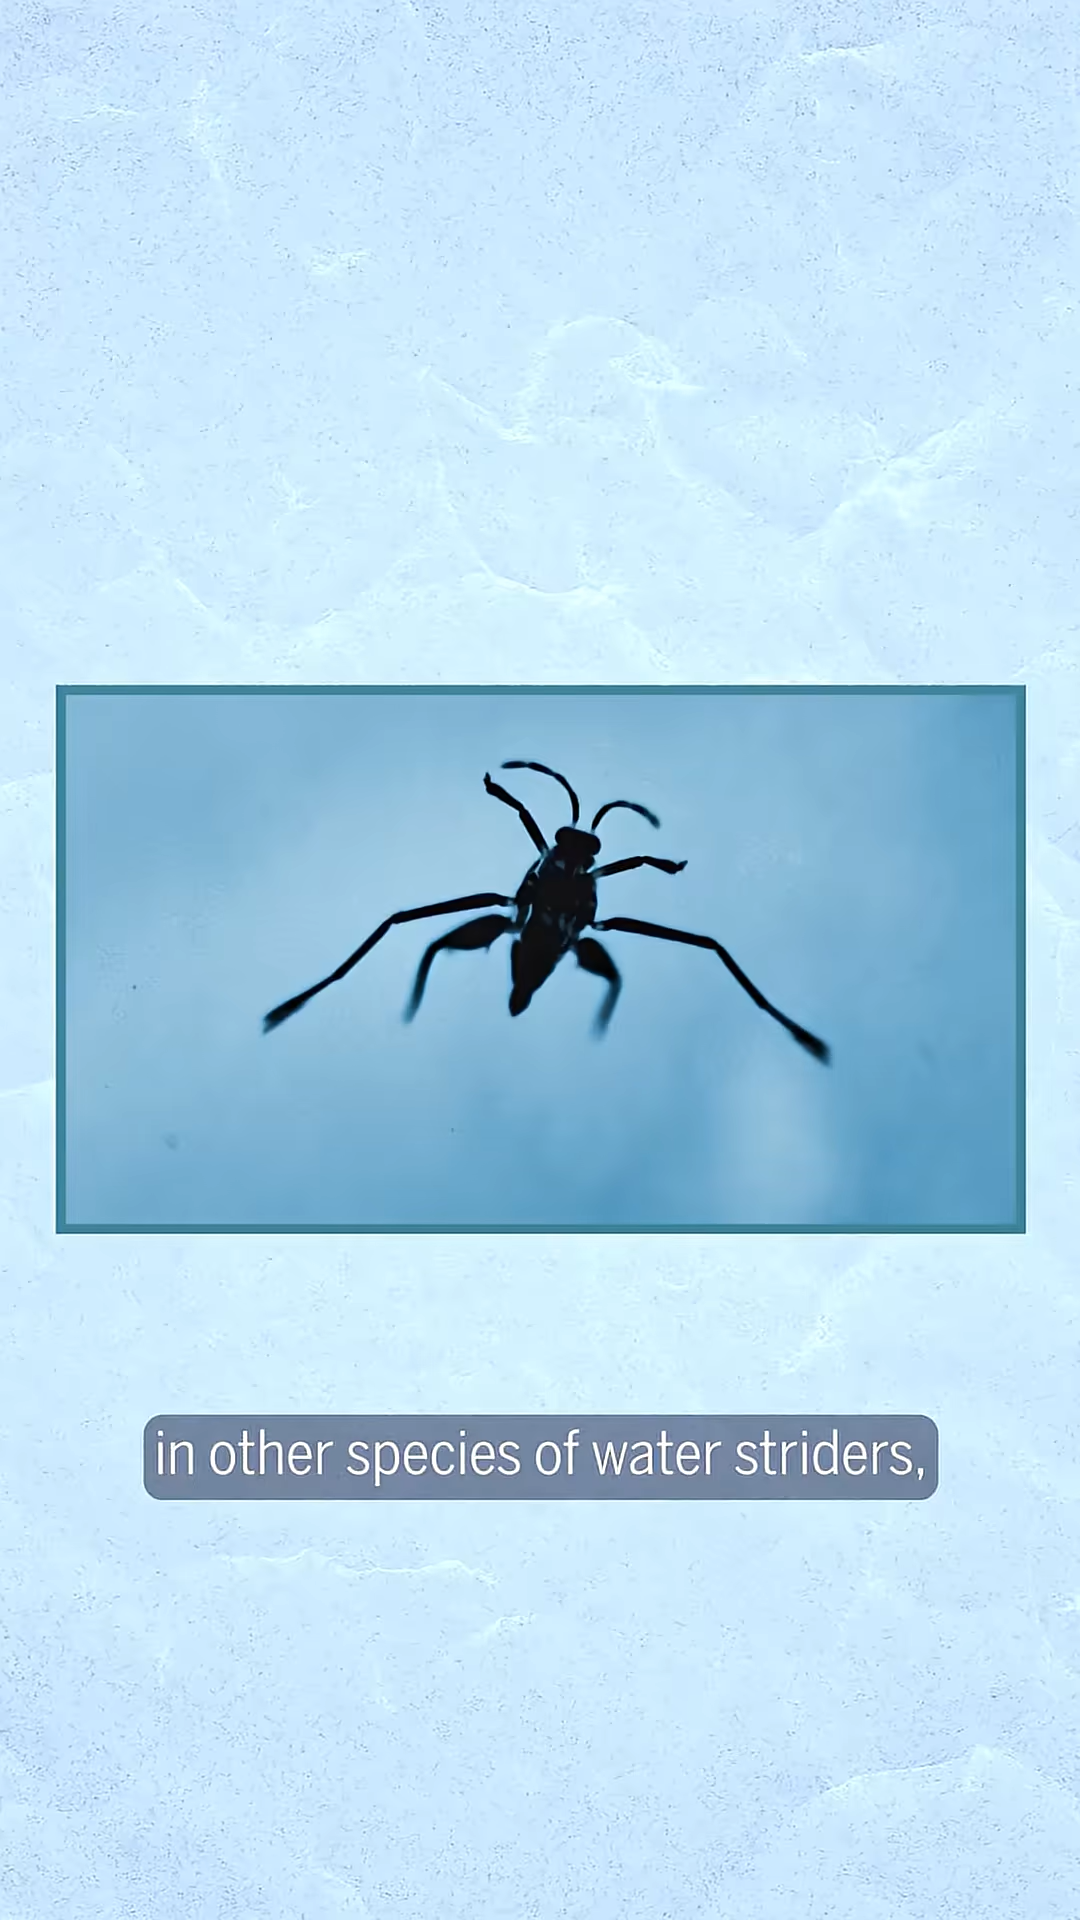 in other species of water striders,